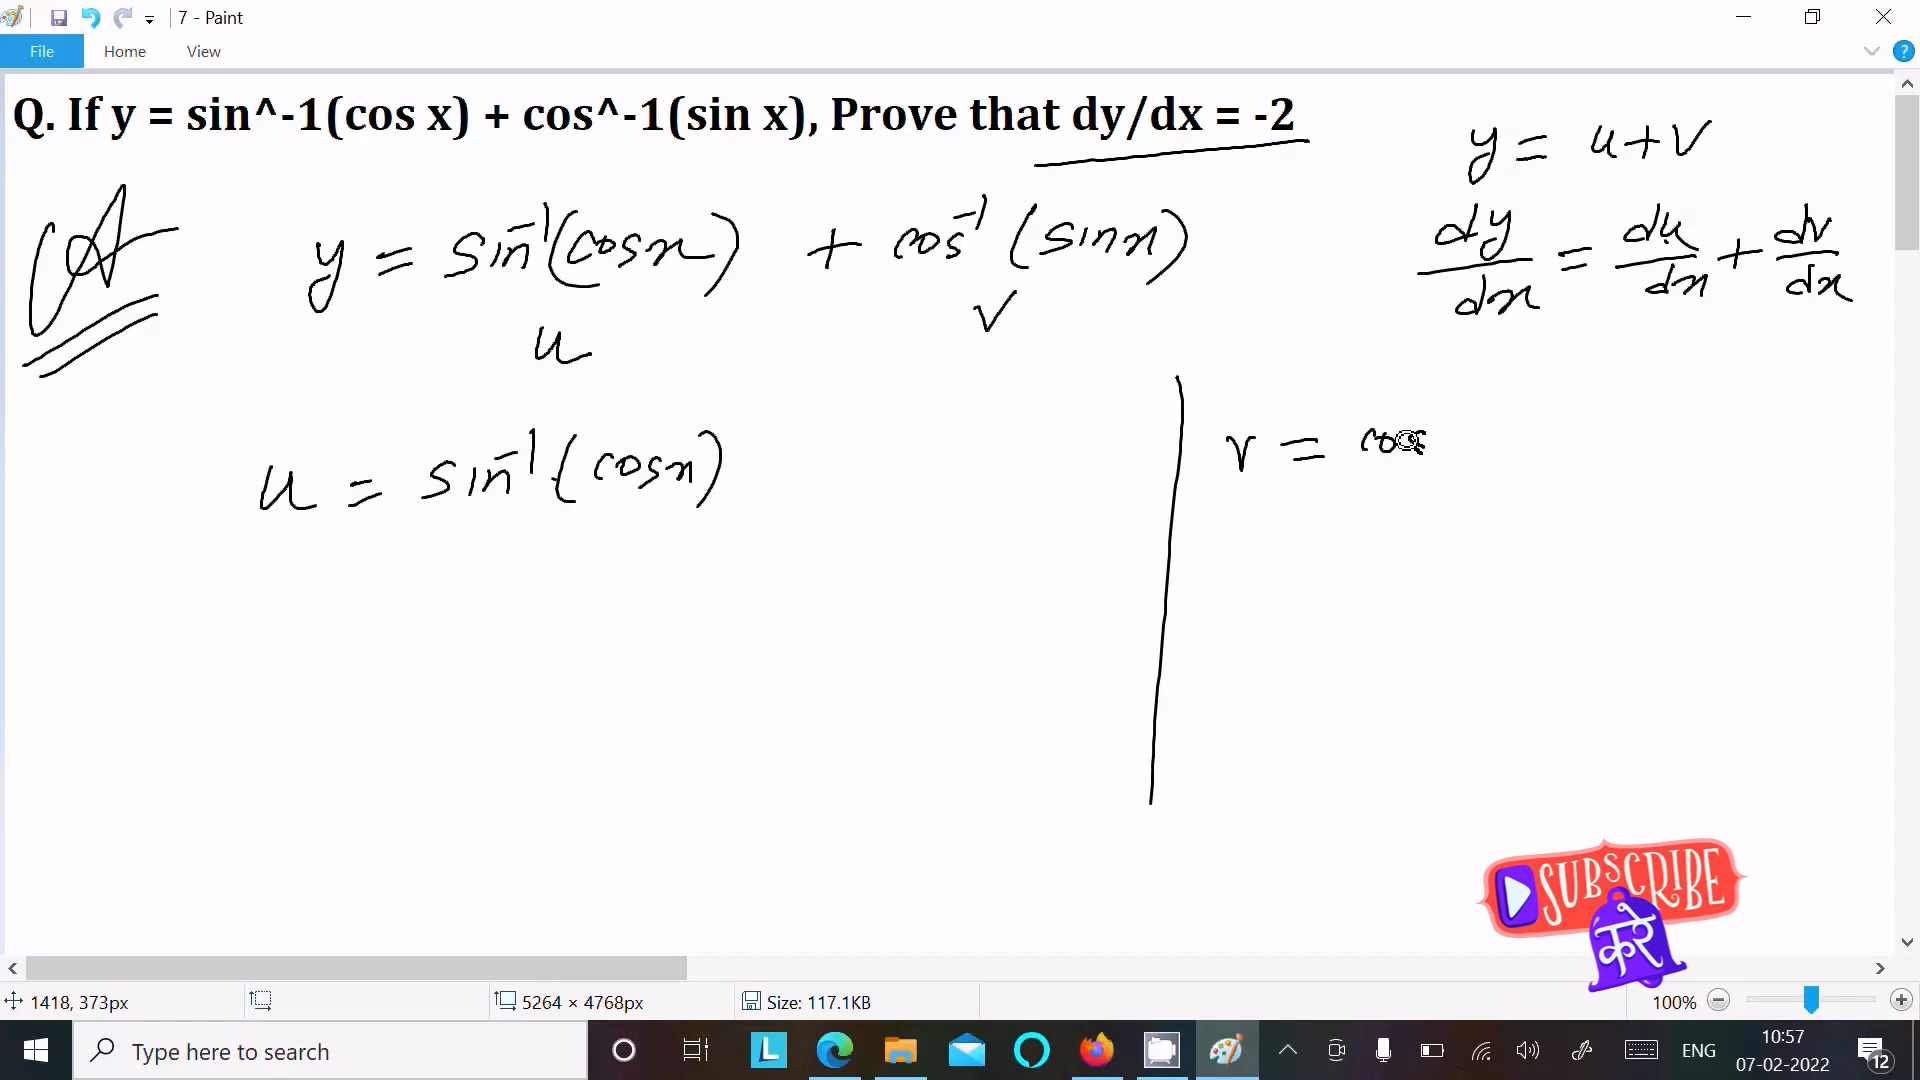 7 - Paint
File Home View
Q. If y = sin^-1(cos x) + cos^-1(sin x), Prove that dy/dx = -2
y = u+v
A
y = sin⁻¹(cosx) + cos⁻¹(sinx)
u v
dy/dx = du/dx + dv/dx
u = sin⁻¹(cosx)
v = cos
SUBSCRIBE
करे
1418, 373px
5264 × 4768px
Size: 117.1KB
100%
Type here to search
L
ENG
10:57
07-02-2022
12